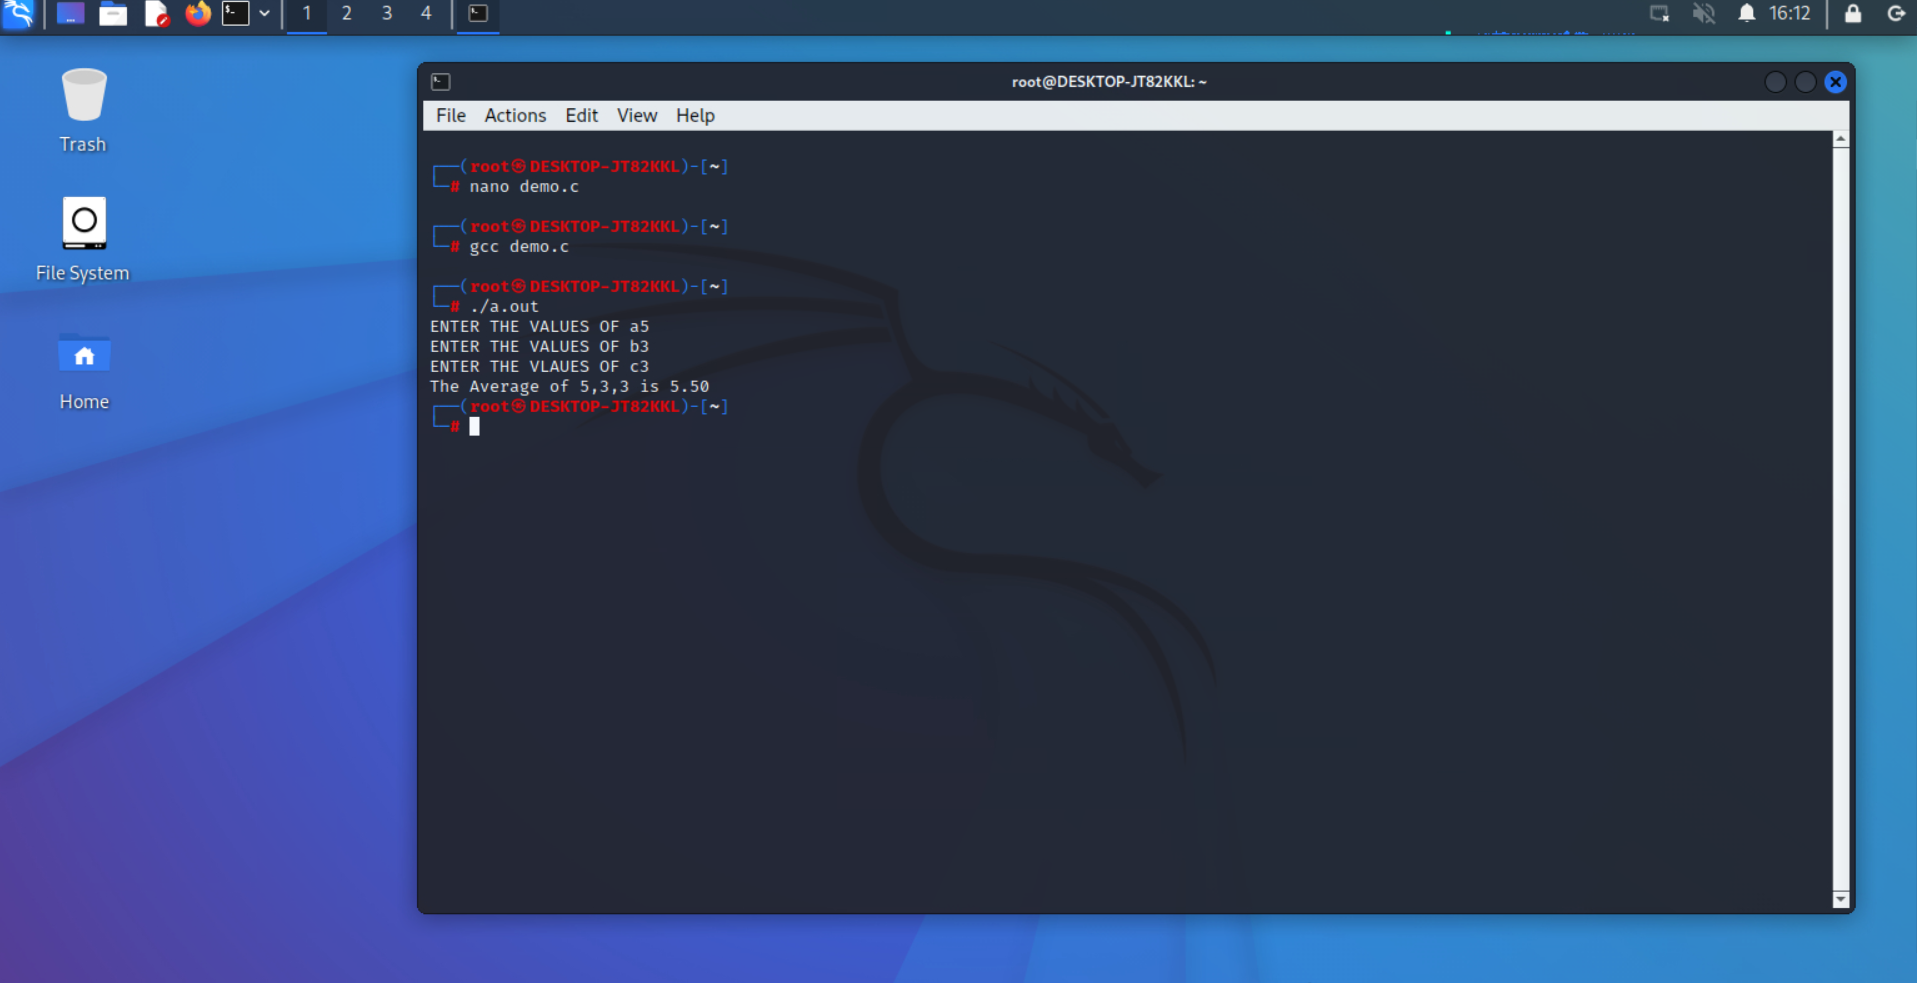 1 2 3 4
16:12
Trash
File System
Home
root@DESKTOP-JT82KKL: ~
File Actions Edit View Help
┌──(root㉿DESKTOP-JT82KKL)-[~]
└─# nano demo.c
┌──(root㉿DESKTOP-JT82KKL)-[~]
└─# gcc demo.c
┌──(root㉿DESKTOP-JT82KKL)-[~]
└─# ./a.out
ENTER THE VALUES OF a5
ENTER THE VALUES OF b3
ENTER THE VLAUES OF c3
The Average of 5,3,3 is 5.50
┌──(root㉿DESKTOP-JT82KKL)-[~]
└─#